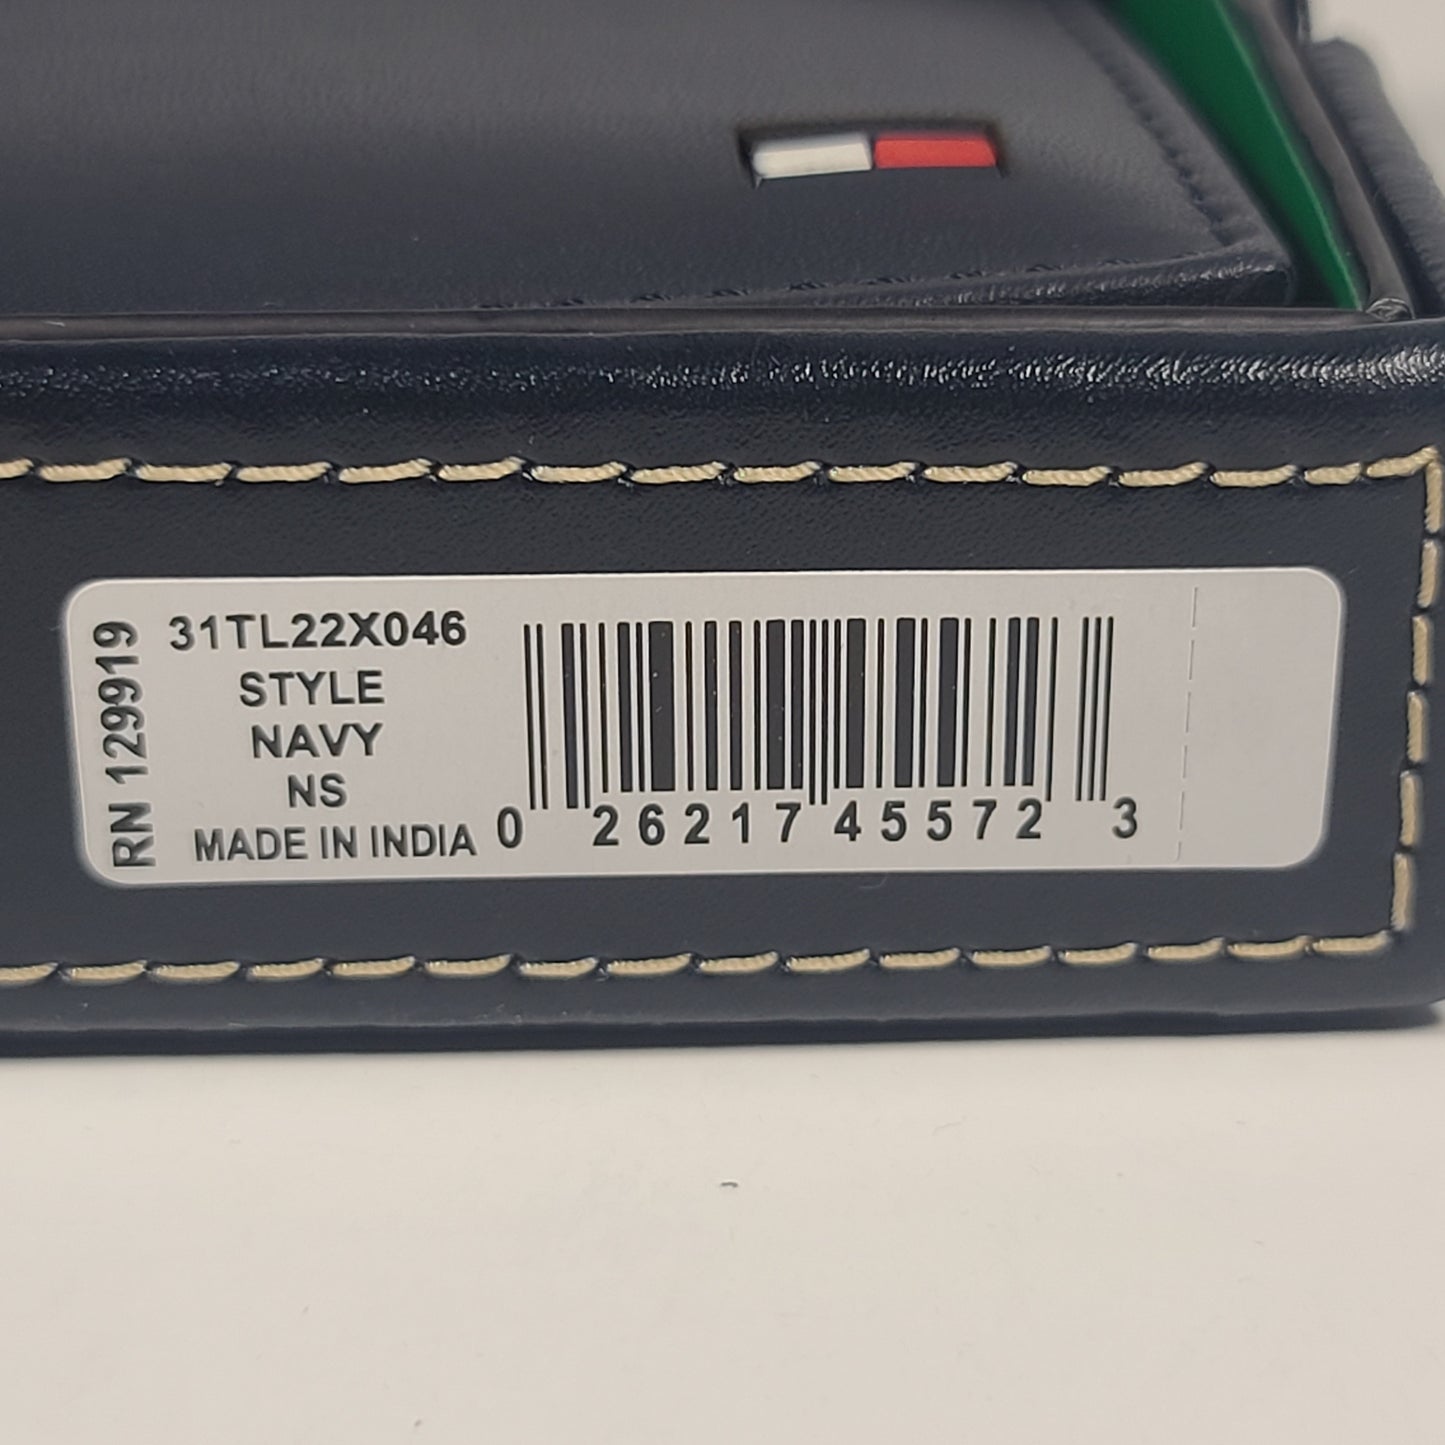 RN 129919
31TL22X046
STYLE
NAVY
NS
MADE IN INDIA
0 26217 45572 3